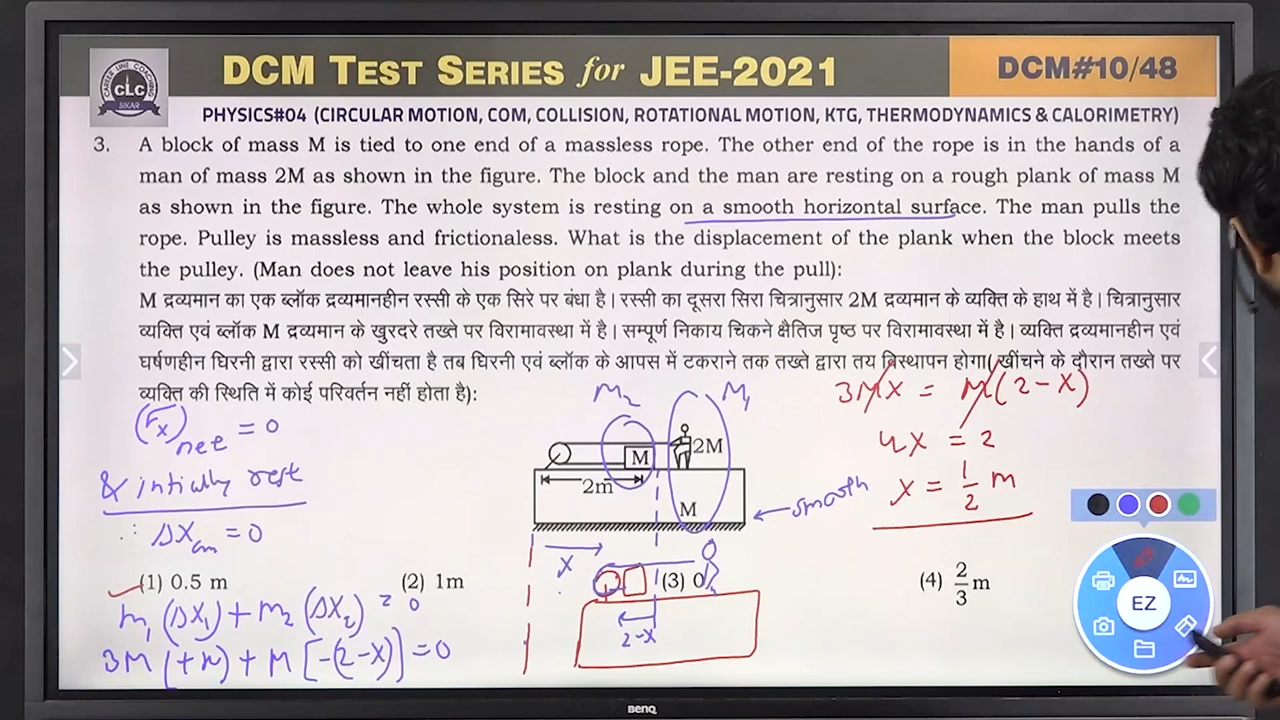 DCM TEST SERIES for JEE-2021
DCM#10/48
CAREER LINE COACHING
CLC
SIKAR
PHYSICS#04 (CIRCULAR MOTION, COM, COLLISION, ROTATIONAL MOTION, KTG, THERMODYNAMICS & CALORIMETRY)
3. A block of mass M is tied to one end of a massless rope. The other end of the rope is in the hands of a
man of mass 2M as shown in the figure. The block and the man are resting on a rough plank of mass M
as shown in the figure. The whole system is resting on a smooth horizontal surface. The man pulls the
rope. Pulley is massless and frictionaless. What is the displacement of the plank when the block meets
the pulley. (Man does not leave his position on plank during the pull):
M द्रव्यमान का एक ब्लॉक द्रव्यमानहीन रस्सी के एक सिरे पर बंधा है। रस्सी का दूसरा सिरा चित्रानुसार 2M द्रव्यमान के व्यक्ति के हाथ में है। चित्रानुसार
व्यक्ति एवं ब्लॉक M द्रव्यमान के खुरदरे तख्ते पर विरामावस्था में है। सम्पूर्ण निकाय चिकने क्षैतिज पृष्ठ पर विरामावस्था में है। व्यक्ति द्रव्यमानहीन एवं
घर्षणहीन घिरनी द्वारा रस्सी को खींचता है तब घिरनी एवं ब्लॉक के आपस में टकराने तक तख्ते द्वारा तय विस्थापन होगा( खींचने के दौरान तख्ते पर
व्यक्ति की स्थिति में कोई परिवर्तन नहीं होता है):
(Fx)net = 0
& intially rest
∴ ΔXcm = 0
M2
M1
M
2M
2m
M
smooth
3MX = M(2-X)
4X = 2
X = 1/2 m
X
2-X
(1) 0.5 m
(2) 1m
(3) 0
(4) 2/3 m
m1 (ΔX1) + m2 (ΔX2) = 0
3M (+x) + M [-(2-X)] = 0
EZ
BenQ